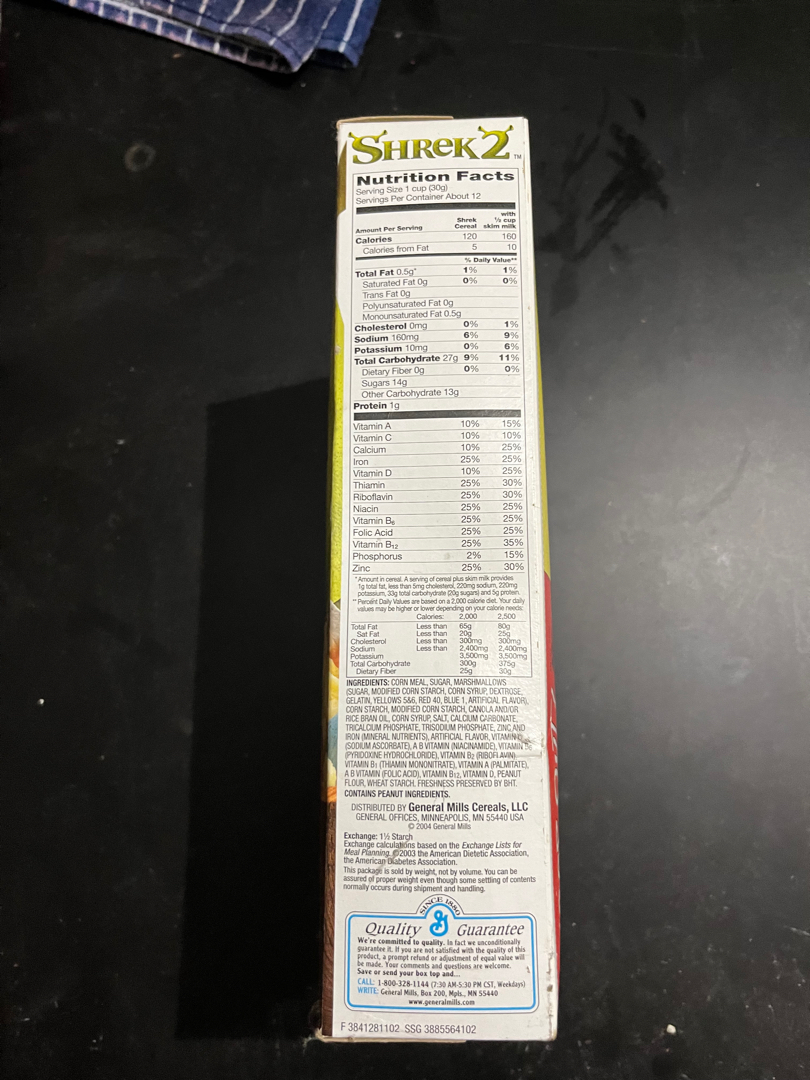 SHREK 2 ™
Nutrition Facts
Serving Size 1 cup (30g)
Servings Per Container About 12
Amount Per Serving Shrek Cereal with ½ cup skim milk
Calories 120 160
Calories from Fat 5 10
% Daily Value**
Total Fat 0.5g* 1% 1%
Saturated Fat 0g 0% 0%
Trans Fat 0g
Polyunsaturated Fat 0g
Monounsaturated Fat 0.5g
Cholesterol 0mg 0% 1%
Sodium 160mg 6% 9%
Potassium 10mg 0% 6%
Total Carbohydrate 27g 9% 11%
Dietary Fiber 0g 0% 0%
Sugars 14g
Other Carbohydrate 13g
Protein 1g
Vitamin A 10% 15%
Vitamin C 10% 10%
Calcium 10% 25%
Iron 25% 25%
Vitamin D 10% 25%
Thiamin 25% 30%
Riboflavin 25% 30%
Niacin 25% 25%
Vitamin B6 25% 25%
Folic Acid 25% 25%
Vitamin B12 25% 35%
Phosphorus 2% 15%
Zinc 25% 30%
*Amount in cereal. A serving of cereal plus skim milk provides
1g total fat, less than 5mg cholesterol, 220mg sodium, 220mg
potassium, 33g total carbohydrate (20g sugars) and 5g protein.
**Percent Daily Values are based on a 2,000 calorie diet. Your daily
values may be higher or lower depending on your calorie needs:
Calories: 2,000 2,500
Total Fat Less than 65g 80g
Sat Fat Less than 20g 25g
Cholesterol Less than 300mg 300mg
Sodium Less than 2,400mg 2,400mg
Potassium 3,500mg 3,500mg
Total Carbohydrate 300g 375g
Dietary Fiber 25g 30g
INGREDIENTS: CORN MEAL, SUGAR, MARSHMALLOWS
(SUGAR, MODIFIED CORN STARCH, CORN SYRUP, DEXTROSE,
GELATIN, YELLOWS 5&6, RED 40, BLUE 1, ARTIFICIAL FLAVOR),
CORN STARCH, MODIFIED CORN STARCH, CANOLA AND/OR
RICE BRAN OIL, CORN SYRUP, SALT, CALCIUM CARBONATE,
TRICALCIUM PHOSPHATE, TRISODIUM PHOSPHATE, ZINC AND
IRON (MINERAL NUTRIENTS), ARTIFICIAL FLAVOR, VITAMIN
(SODIUM ASCORBATE), A B VITAMIN (NIACINAMIDE), VITAMIN B6
(PYRIDOXINE HYDROCHLORIDE), VITAMIN B2 (RIBOFLAVIN)
VITAMIN B1 (THIAMIN MONONITRATE), VITAMIN A (PALMITATE),
A B VITAMIN (FOLIC ACID), VITAMIN B12, VITAMIN D, PEANUT
FLOUR, WHEAT STARCH. FRESHNESS PRESERVED BY BHT.
CONTAINS PEANUT INGREDIENTS.
DISTRIBUTED BY General Mills Cereals, LLC
GENERAL OFFICES, MINNEAPOLIS, MN 55440 USA
© 2004 General Mills
Exchange: 1½ Starch
Exchange calculations based on the Exchange Lists for
Meal Planning. ©2003 the American Dietetic Association,
the American Diabetes Association.
This package is sold by weight, not by volume. You can be
assured of proper weight even though some settling of contents
normally occurs during shipment and handling.
SINCE 1880
Quality G Guarantee
We're committed to quality. In fact we unconditionally
guarantee it. If you are not satisfied with the quality of this
product, a prompt refund or adjustment of equal value will
be made. Your comments and questions are welcome.
Save or send your box top and...
CALL: 1-800-328-1144 (7:30 AM-5:30 PM CST, Weekdays)
WRITE: General Mills, Box 200, Mpls., MN 55440
www.generalmills.com
F 3841281102 SSG 3885564102